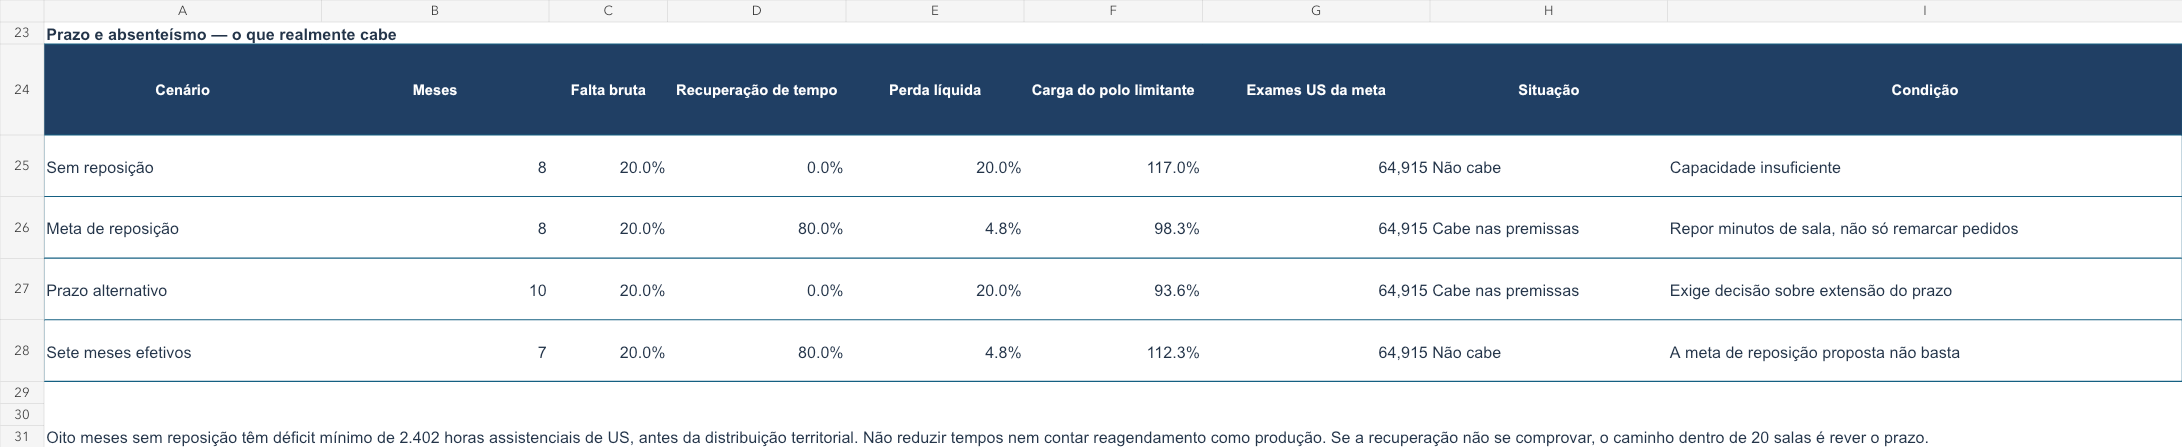 A B C D E F G H I
23 Prazo e absenteísmo — o que realmente cabe
24 Cenário Meses Falta bruta Recuperação de tempo Perda líquida Carga do polo limitante Exames US da meta Situação Condição
25 Sem reposição 8 20.0% 0.0% 20.0% 117.0% 64,915 Não cabe Capacidade insuficiente
26 Meta de reposição 8 20.0% 80.0% 4.8% 98.3% 64,915 Cabe nas premissas Repor minutos de sala, não só remarcar pedidos
27 Prazo alternativo 10 20.0% 0.0% 20.0% 93.6% 64,915 Cabe nas premissas Exige decisão sobre extensão do prazo
28 Sete meses efetivos 7 20.0% 80.0% 4.8% 112.3% 64,915 Não cabe A meta de reposição proposta não basta
29
30
31 Oito meses sem reposição têm déficit mínimo de 2.402 horas assistenciais de US, antes da distribuição territorial. Não reduzir tempos nem contar reagendamento como produção. Se a recuperação não se comprovar, o caminho dentro de 20 salas é rever o prazo.